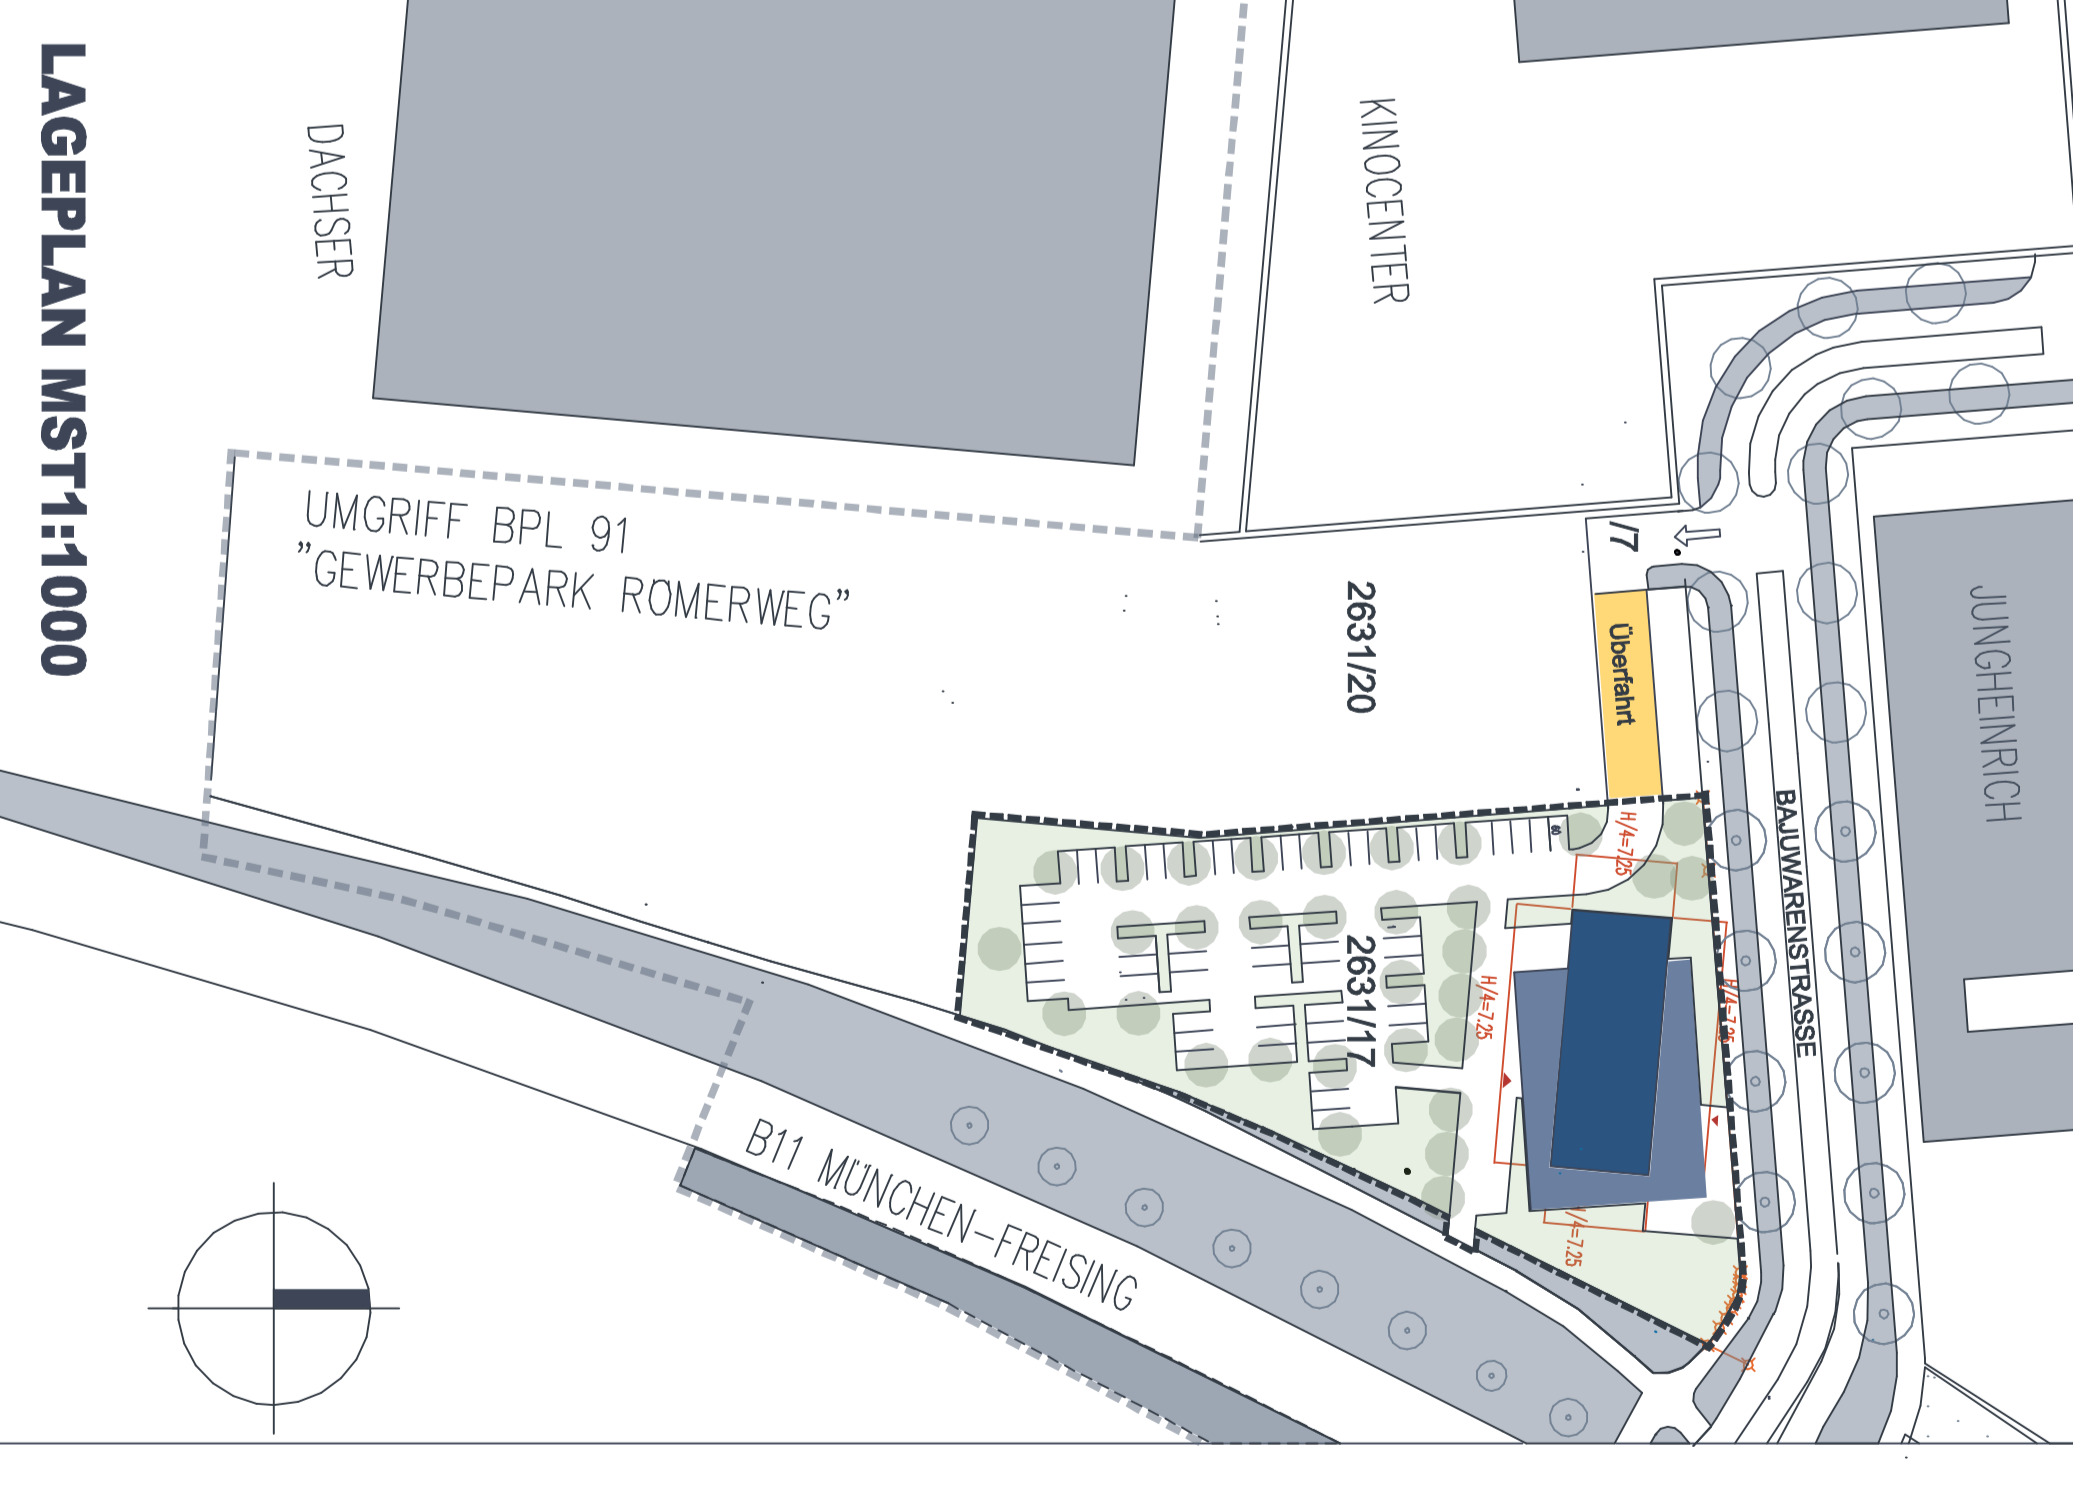 LAGEPLAN MST1:1000
DACHSER
KINOCENTER
UMGRIFF BPL 91
"GEWERBEPARK RÖMERWEG"
/7
2631/20
Überfahrt
JUNGHEINRICH
BAJUWARENSTRASSE
60
H/4=7.25
H/4=7.25
H/4=7.25
2631/17
H/4=7.25
B11 MÜNCHEN-FREISING